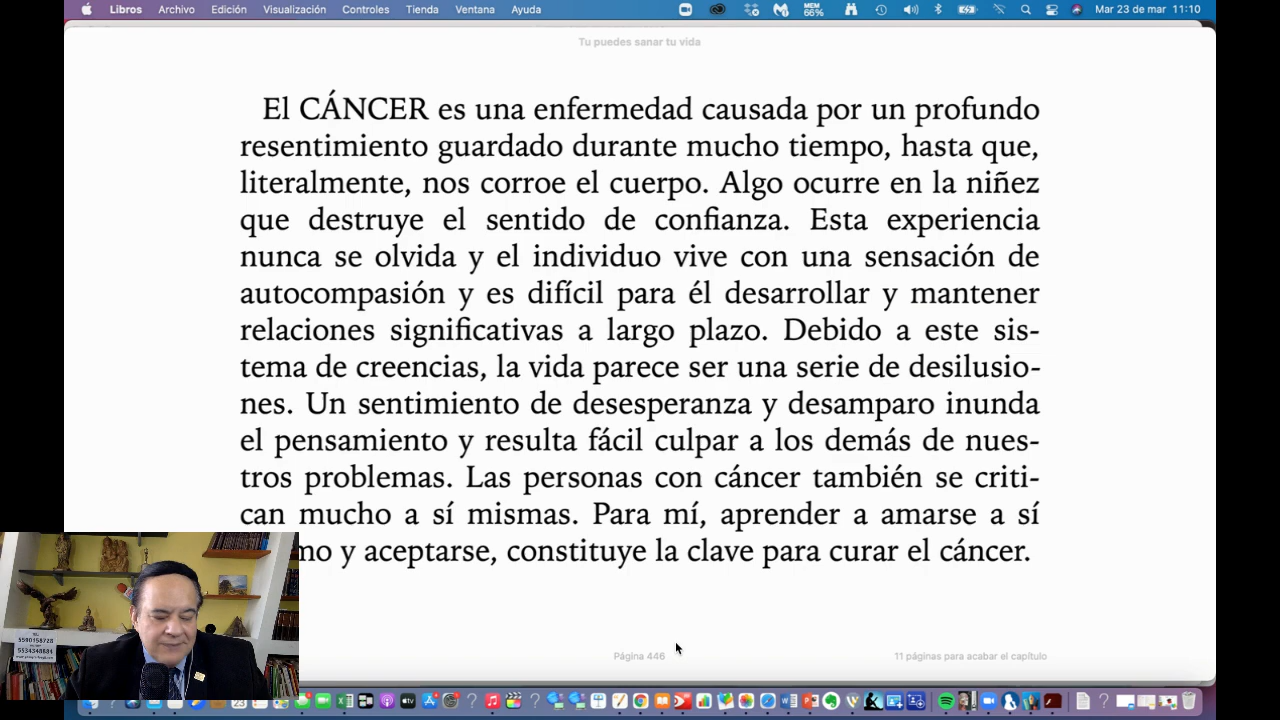 Libros Archivo Edición Visualización Controles Tienda Ventana Ayuda MEM 66% Mar 23 de mar 11:10
Tu puedes sanar tu vida
El CÁNCER es una enfermedad causada por un profundo
resentimiento guardado durante mucho tiempo, hasta que,
literalmente, nos corroe el cuerpo. Algo ocurre en la niñez
que destruye el sentido de confianza. Esta experiencia
nunca se olvida y el individuo vive con una sensación de
autocompasión y es difícil para él desarrollar y mantener
relaciones significativas a largo plazo. Debido a este sis-
tema de creencias, la vida parece ser una serie de desilusio-
nes. Un sentimiento de desesperanza y desamparo inunda
el pensamiento y resulta fácil culpar a los demás de nues-
tros problemas. Las personas con cáncer también se criti-
can mucho a sí mismas. Para mí, aprender a amarse a sí
mo y aceptarse, constituye la clave para curar el cáncer.
5590158728
5534348884
Página 446
11 páginas para acabar el capítulo